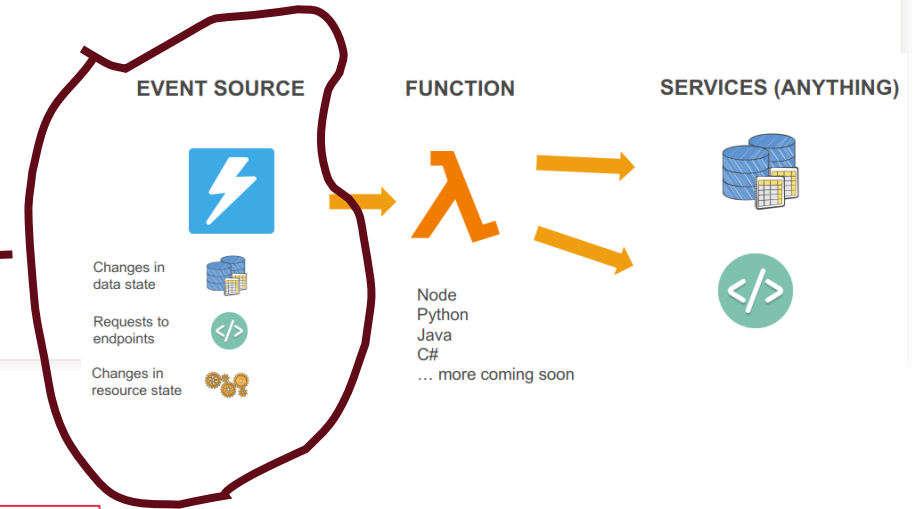 EVENT SOURCE
FUNCTION
SERVICES (ANYTHING)
Changes in
data state
Requests to
endpoints
Changes in
resource state
Node
Python
Java
C#
… more coming soon